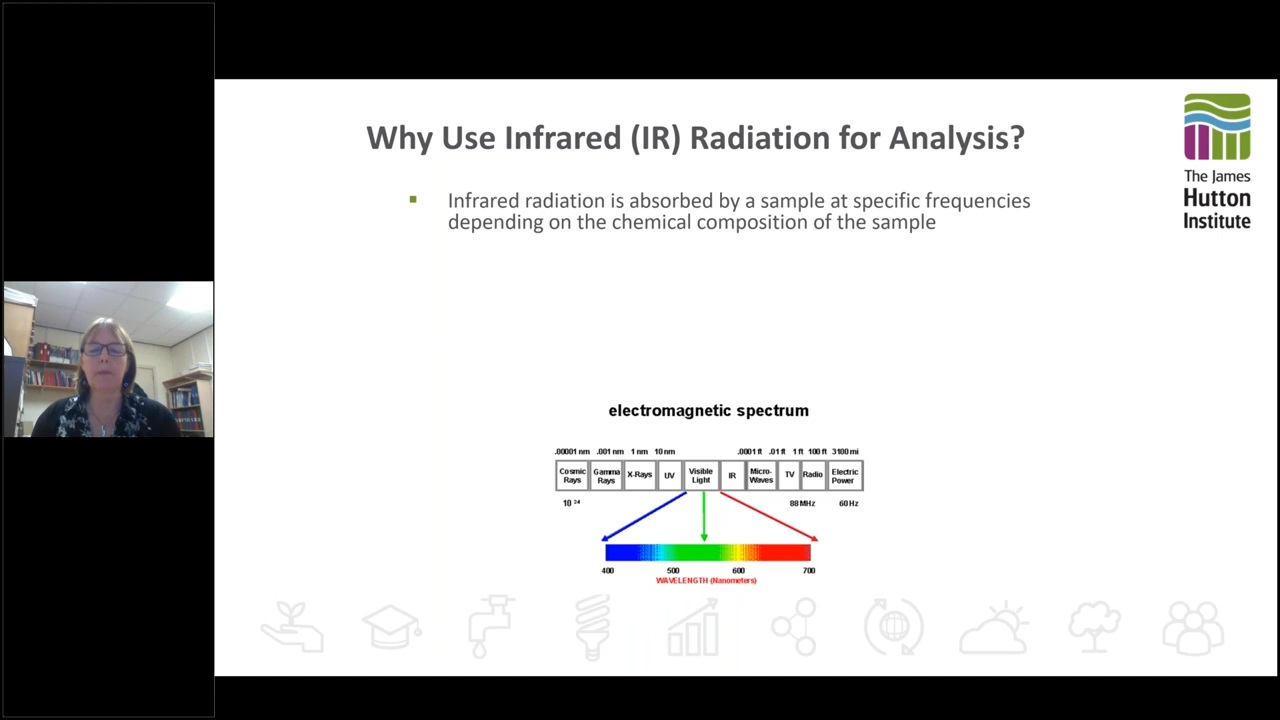 Why Use Infrared (IR) Radiation for Analysis?
The James
Hutton
Institute
Infrared radiation is absorbed by a sample at specific frequencies
depending on the chemical composition of the sample
electromagnetic spectrum
.00001 nm .001 nm 1 nm 10 nm .0001 ft .01 ft 1 ft 100 ft 3100 mi
Cosmic Rays Gamma Rays X-Rays UV Visible Light IR Micro-Waves TV Radio Electric Power
10 24 88 MHz 60 Hz
400 500 600 700
WAVELENGTH (Nanometers)